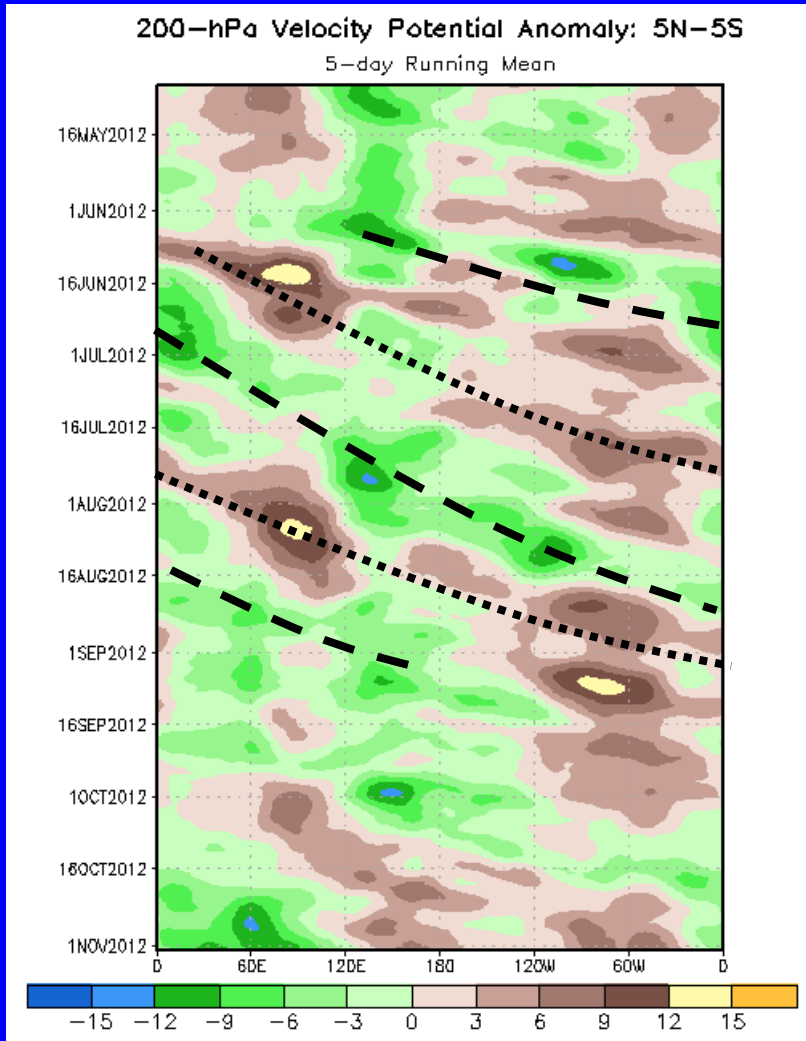 200-hPa Velocity Potential Anomaly: 5N-5S
5-day Running Mean
16MAY2012
1JUN2012
16JUN2012
1JUL2012
16JUL2012
1AUG2012
16AUG2012
1SEP2012
16SEP2012
1OCT2012
16OCT2012
1NOV2012
0 60E 120E 180 120W 60W 0
-15 -12 -9 -6 -3 0 3 6 9 12 15